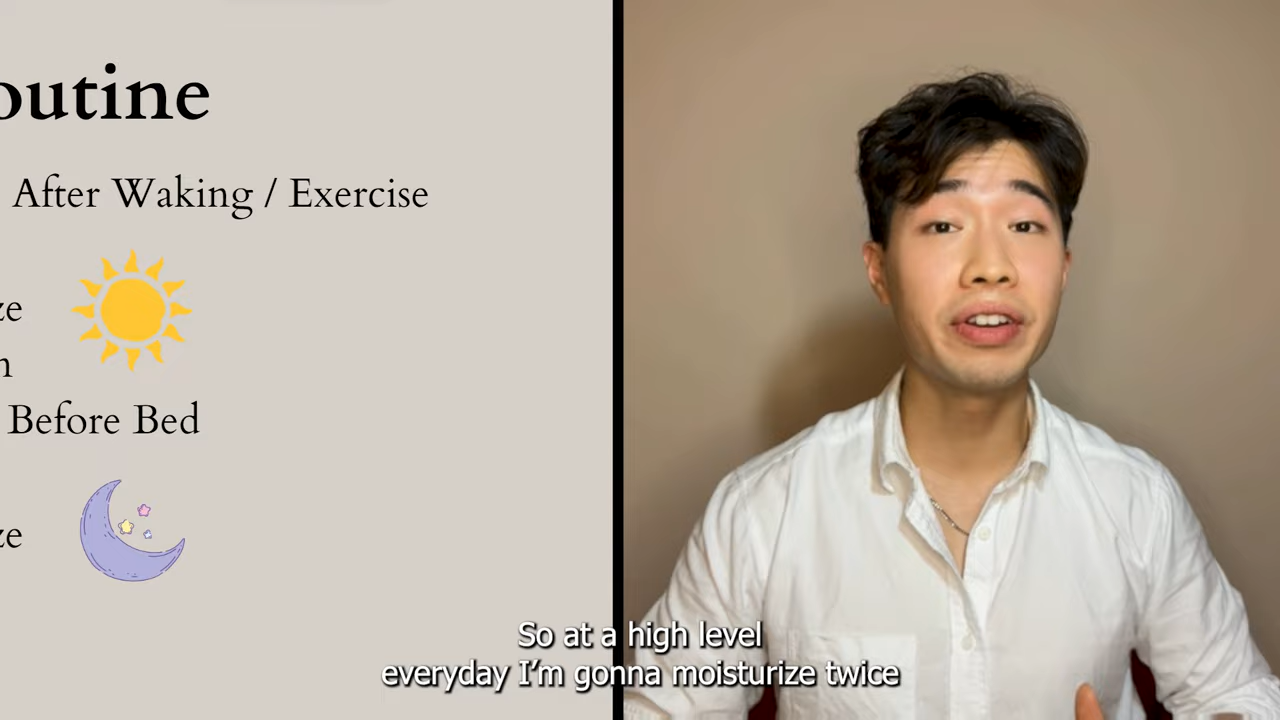 outine
After Waking / Exercise
ze
n
Before Bed
ze
So at a high level
everyday I'm gonna moisturize twice